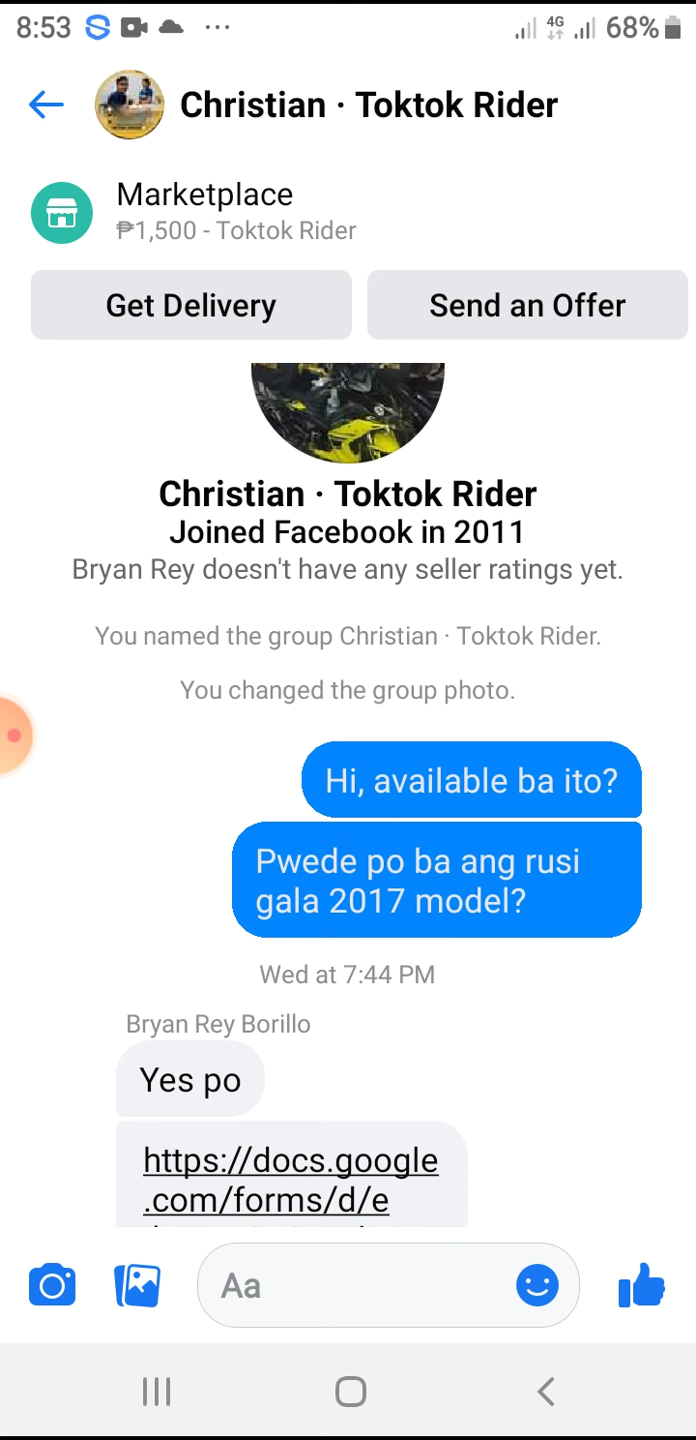 8:53
4G
68%
Christian · Toktok Rider
Marketplace
₱1,500 - Toktok Rider
Get Delivery
Send an Offer
Christian · Toktok Rider
Joined Facebook in 2011
Bryan Rey doesn't have any seller ratings yet.
You named the group Christian · Toktok Rider.
You changed the group photo.
Hi, available ba ito?
Pwede po ba ang rusi
gala 2017 model?
Wed at 7:44 PM
Bryan Rey Borillo
Yes po
https://docs.google
.com/forms/d/e
Aa